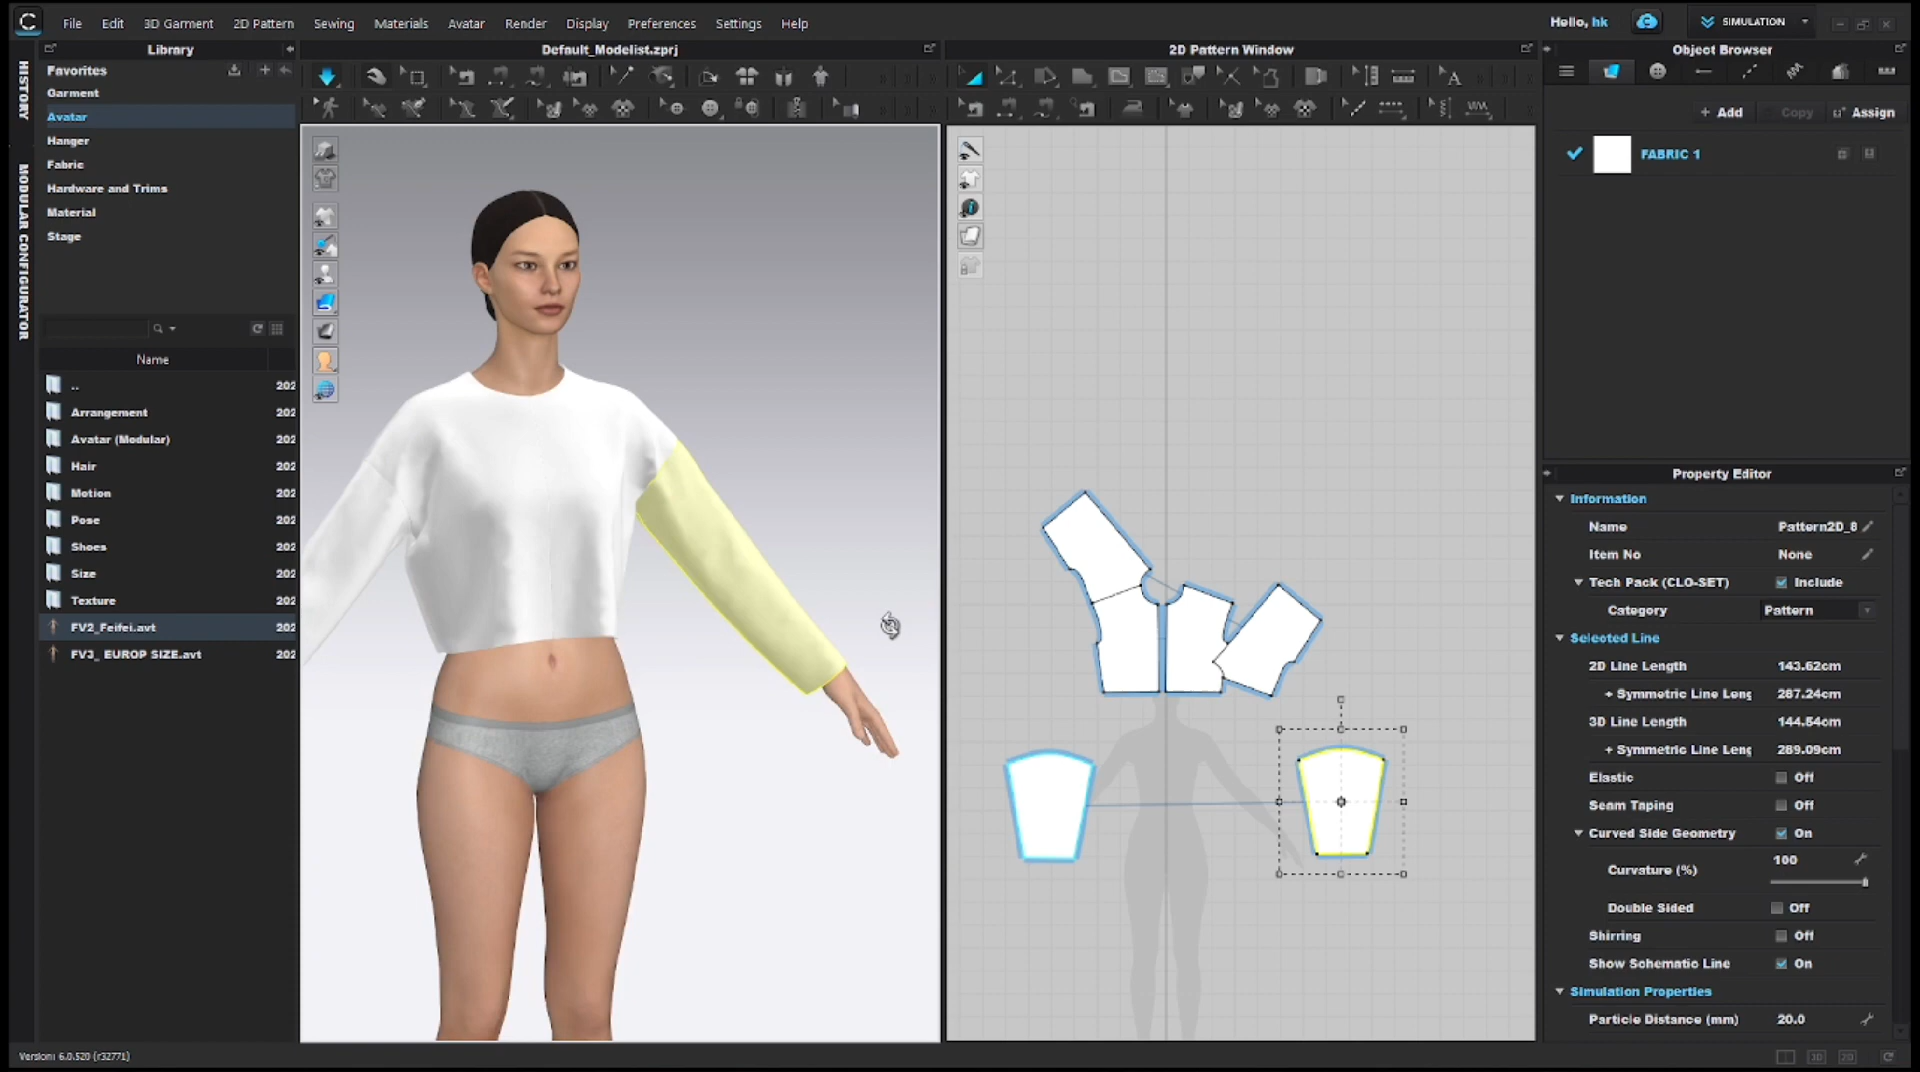 File Edit 3D Garment 2D Pattern Sewing Materials Avatar Render Display Preferences Settings Help
Hello, hk
SIMULATION
HISTORY
MODULAR CONFIGURATOR
Library
Favorites
Garment
Avatar
Hanger
Fabric
Hardware and Trims
Material
Stage
Name
..
202
Arrangement 202
Avatar (Modular) 202
Hair 202
Motion 202
Pose 202
Shoes 202
Size 202
Texture 202
FV2_Feifei.avt 202
FV3_ EUROP SIZE.avt 202
Version: 6.0.520 (r32771)
Default_Modelist.zprj
2D Pattern Window
A
Object Browser
+ Add Copy Assign
FABRIC 1
Property Editor
Information
Name Pattern2D_8
Item No None
Tech Pack (CLO-SET) Include
Category Pattern
Selected Line
2D Line Length 143.62cm
+ Symmetric Line Leng 287.24cm
3D Line Length 144.54cm
+ Symmetric Line Leng 289.09cm
Elastic Off
Seam Taping Off
Curved Side Geometry On
Curvature (%) 100
Double Sided Off
Shirring Off
Show Schematic Line On
Simulation Properties
Particle Distance (mm) 20.0
3D 2D